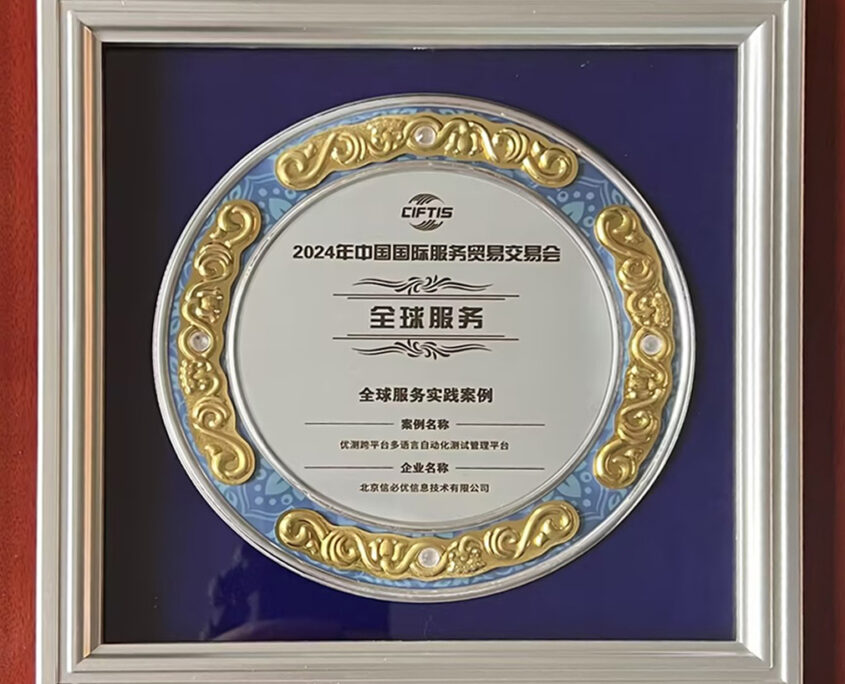 CIFTIS
2024年中国国际服务贸易交易会
全球服务
全球服务实践案例
案例名称
优测跨平台多语言自动化测试管理平台
企业名称
北京信必优信息技术有限公司